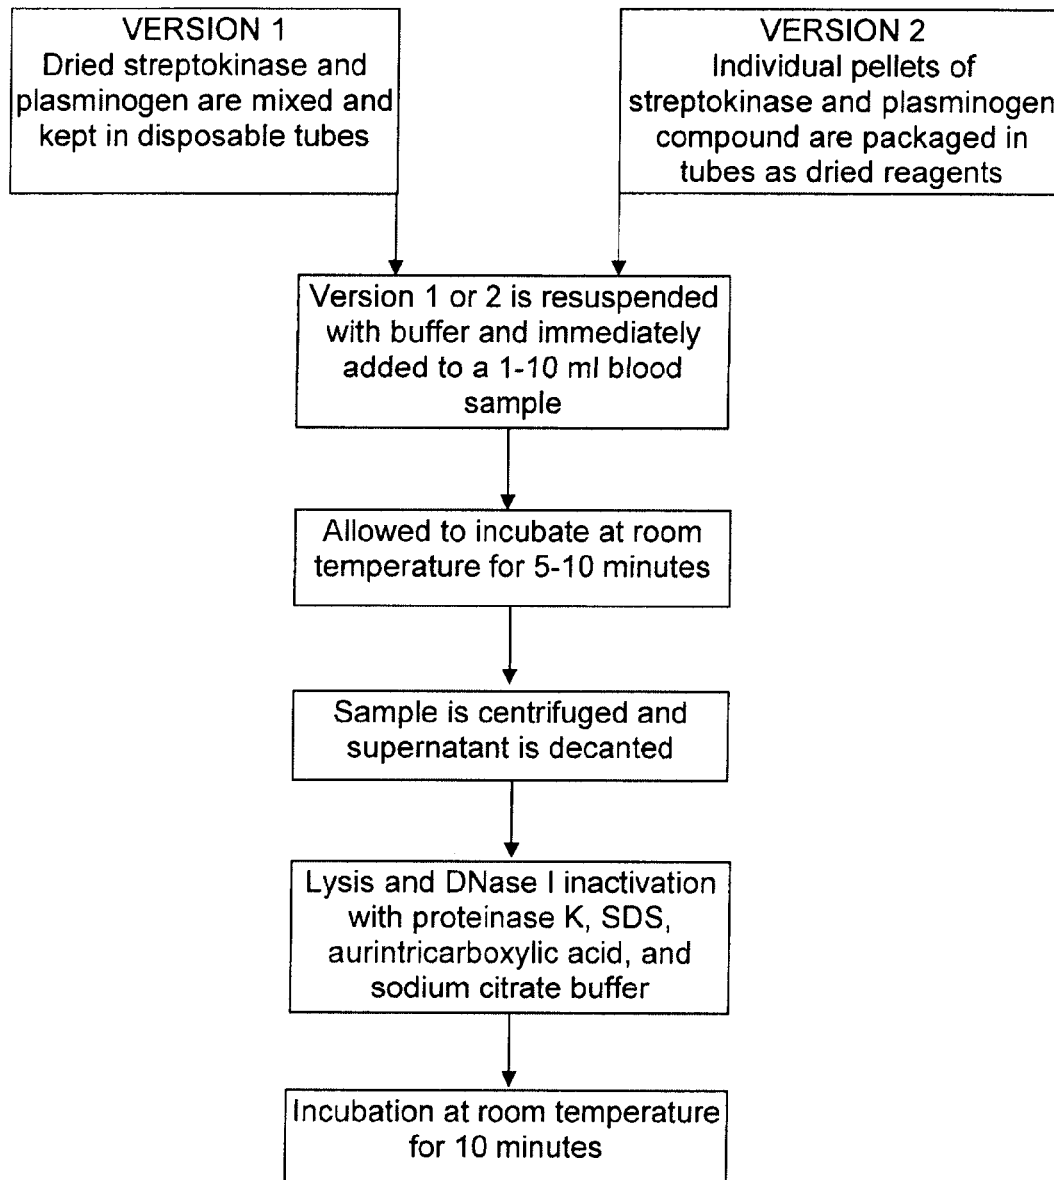 VERSION 1
Dried streptokinase and
plasminogen are mixed and
kept in disposable tubes
VERSION 2
Individual pellets of
streptokinase and plasminogen
compound are packaged in
tubes as dried reagents
Version 1 or 2 is resuspended
with buffer and immediately
added to a 1-10 ml blood
sample
Allowed to incubate at room
temperature for 5-10 minutes
Sample is centrifuged and
supernatant is decanted
Lysis and DNase I inactivation
with proteinase K, SDS,
aurintricarboxylic acid, and
sodium citrate buffer
Incubation at room temperature
for 10 minutes